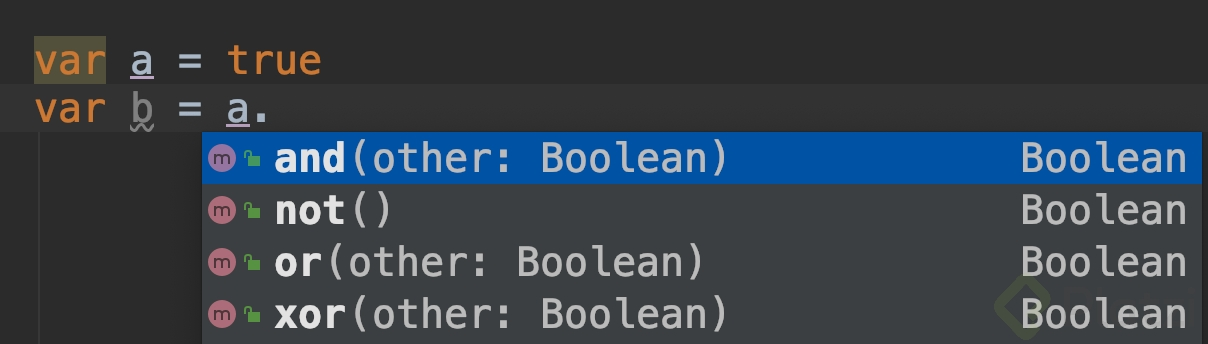 var a = true
var b = a.
m and(other: Boolean) Boolean
m not() Boolean
m or(other: Boolean) Boolean
m xor(other: Boolean) Boolean